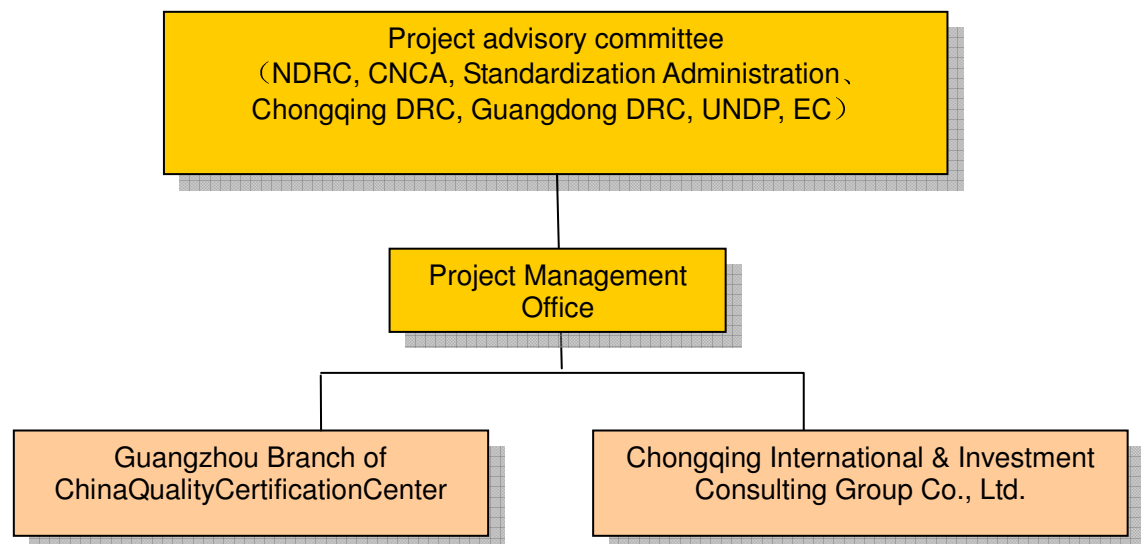 Project advisory committee
（NDRC, CNCA, Standardization Administration、
Chongqing DRC, Guangdong DRC, UNDP, EC）
Project Management
Office
Guangzhou Branch of
ChinaQualityCertificationCenter
Chongqing International & Investment
Consulting Group Co., Ltd.